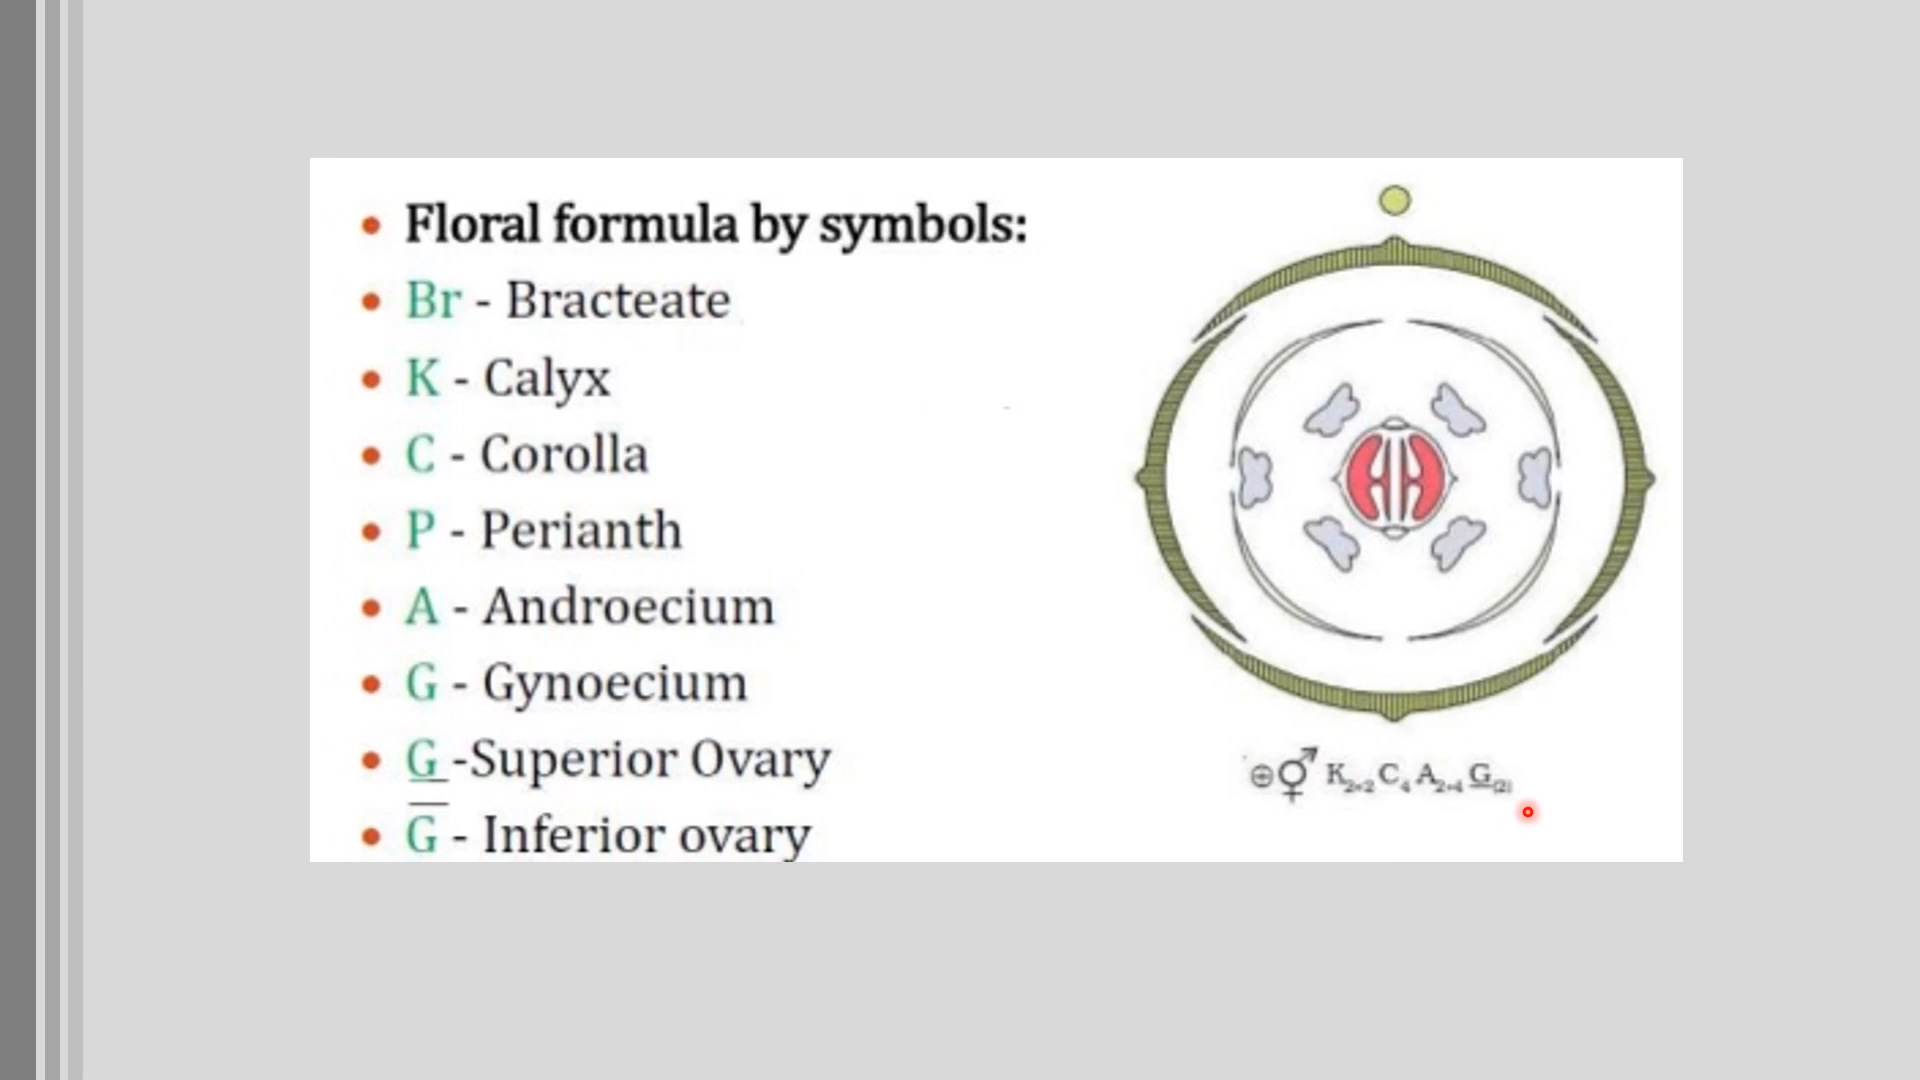 • Floral formula by symbols:
• Br - Bracteate
• K - Calyx
• C - Corolla
• P - Perianth
• A - Androecium
• G - Gynoecium
• G̲ -Superior Ovary
• G̅ - Inferior ovary
⊕⚥ K₂₊₂ C₄ A₂₊₄ G̲₍₂₎